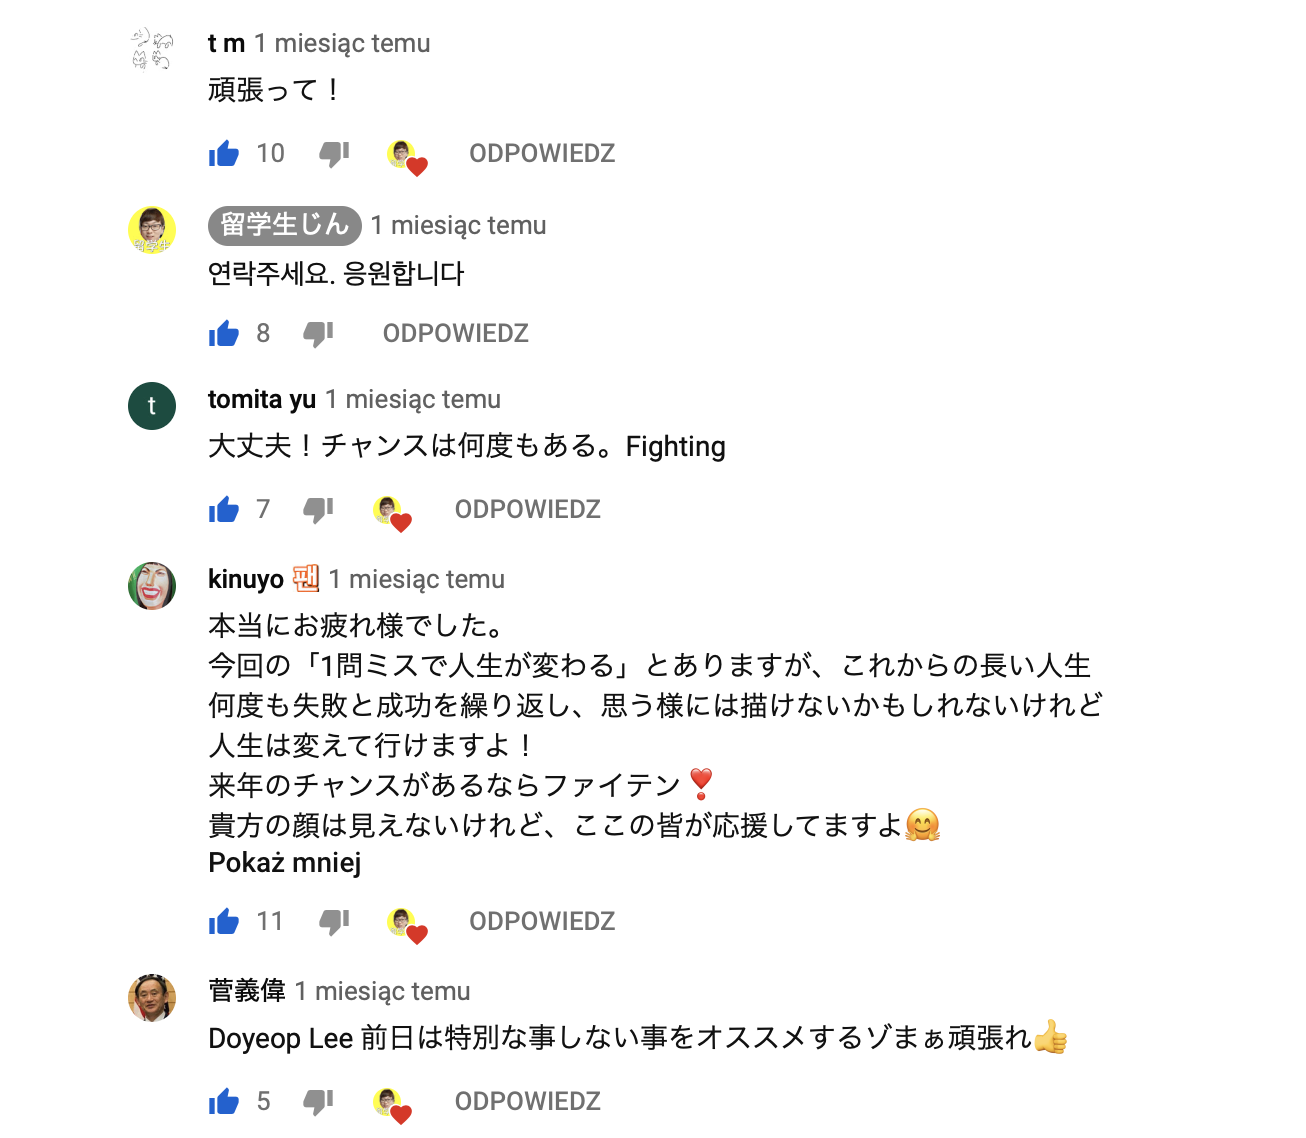 t m 1 miesiąc temu
頑張って！
10 ODPOWIEDZ
留学生じん 1 miesiąc temu
留学生
연락주세요. 응원합니다
8 ODPOWIEDZ
t
tomita yu 1 miesiąc temu
大丈夫！チャンスは何度もある。Fighting
7 ODPOWIEDZ
kinuyo 팬 1 miesiąc temu
本当にお疲れ様でした。
今回の「1問ミスで人生が変わる」とありますが、これからの長い人生
何度も失敗と成功を繰り返し、思う様には描けないかもしれないけれど
人生は変えて行けますよ！
来年のチャンスがあるならファイテン❣️
貴方の顔は見えないけれど、ここの皆が応援してますよ🤗
Pokaż mniej
11 ODPOWIEDZ
菅義偉 1 miesiąc temu
Doyeop Lee 前日は特別な事しない事をオススメするゾまぁ頑張れ👍
5 ODPOWIEDZ